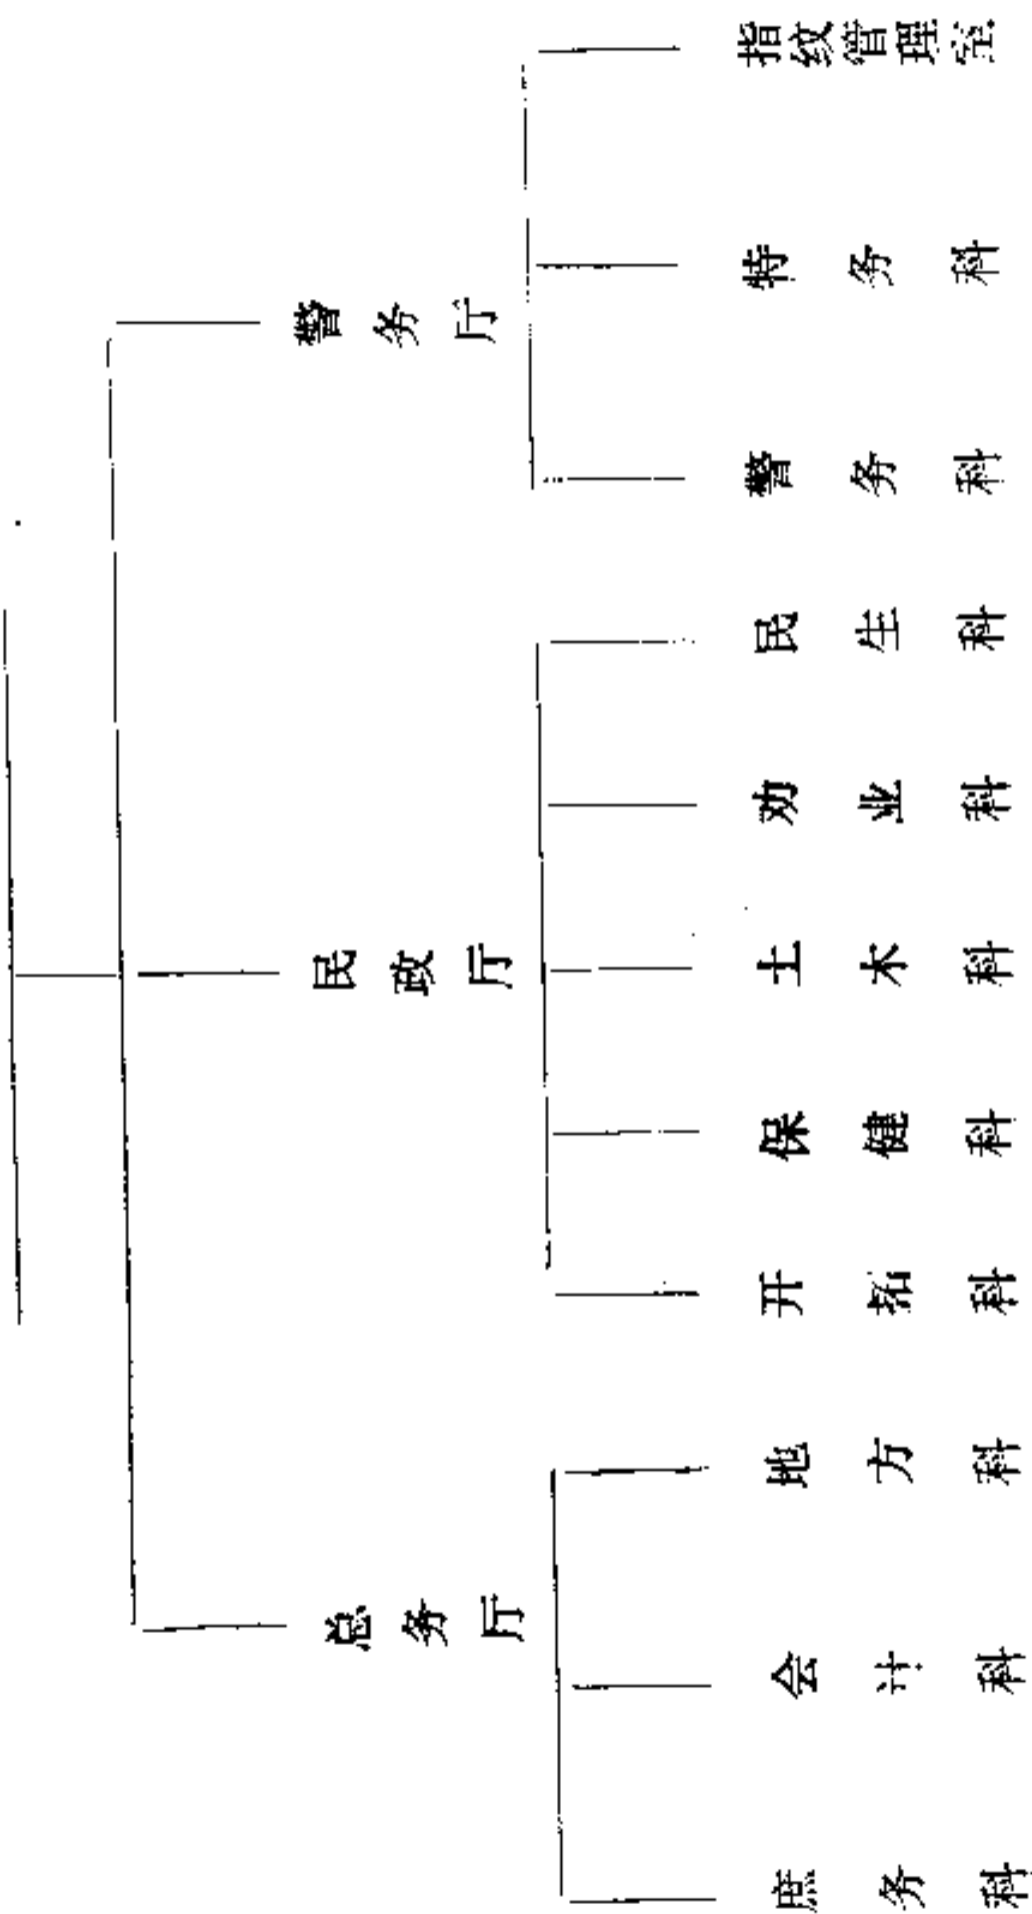 总务厅
民政厅
警务厅
庶务科
会计科
地方科
开拓科
保健科
土木科
劝业科
民生科
警务科
特务科
指纹管理室